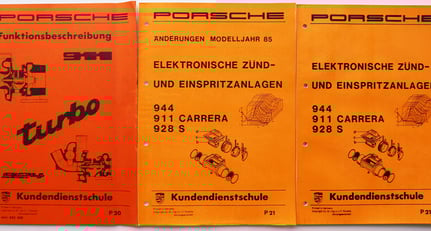 PORSCHE
Funktionsbeschreibung
911
turbo
924
Kundendienstschule
P 20
PORSCHE
ÄNDERUNGEN MODELLJAHR 85
ELEKTRONISCHE ZÜND-
UND EINSPRITZANLAGEN
944
911 CARRERA
928 S
Kundendienstschule
P 21
PORSCHE
ELEKTRONISCHE ZÜND-
UND EINSPRITZANLAGEN
944
911 CARRERA
928 S
Kundendienstschule